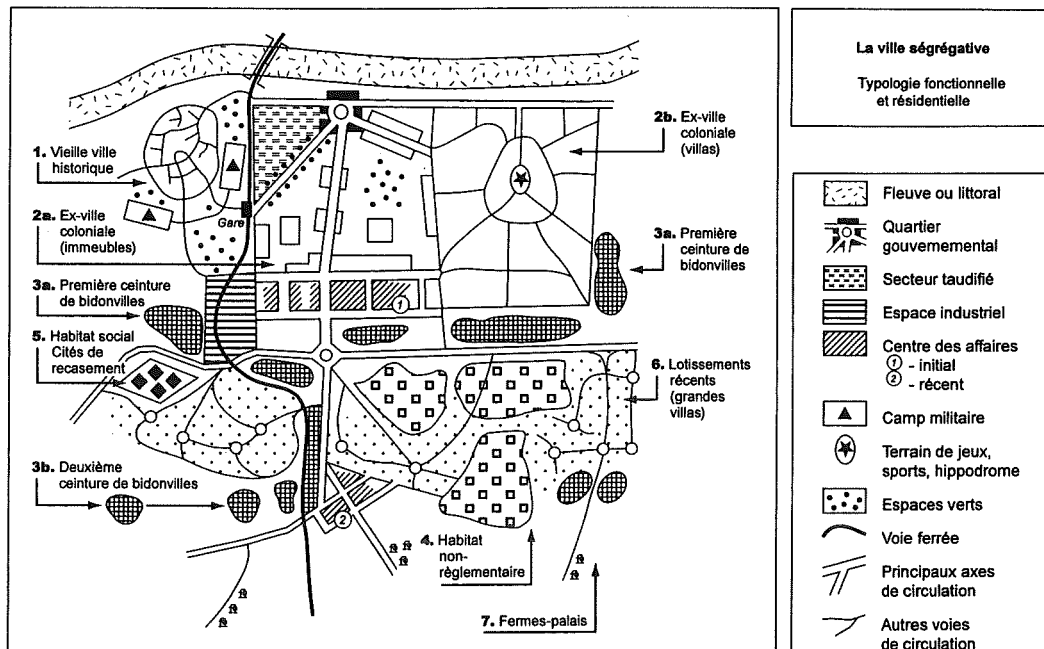 La ville ségrégative
Typologie fonctionnelle
et résidentielle
1. Vieille ville
historique
2a. Ex-ville
coloniale
(immeubles)
3a. Première ceinture
de bidonvilles
5. Habitat social
Cités de
recasement
3b. Deuxième
ceinture de bidonvilles
Gare
1
2
2b. Ex-ville
coloniale
(villas)
3a. Première
ceinture de
bidonvilles
6. Lotissements
récents
(grandes
villas)
4. Habitat
non-
règlementaire
7. Fermes-palais
Fleuve ou littoral
Quartier
gouvernemental
Secteur taudifié
Espace industriel
Centre des affaires
1 - initial
2 - récent
Camp militaire
Terrain de jeux,
sports, hippodrome
Espaces verts
Voie ferrée
Principaux axes
de circulation
Autres voies
de circulation